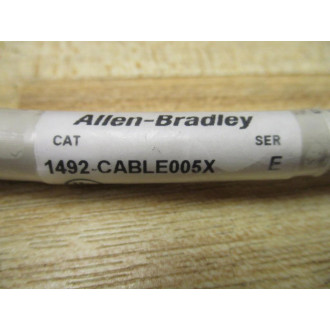 Allen-Bradley
CAT SER
1492-CABLE005X E